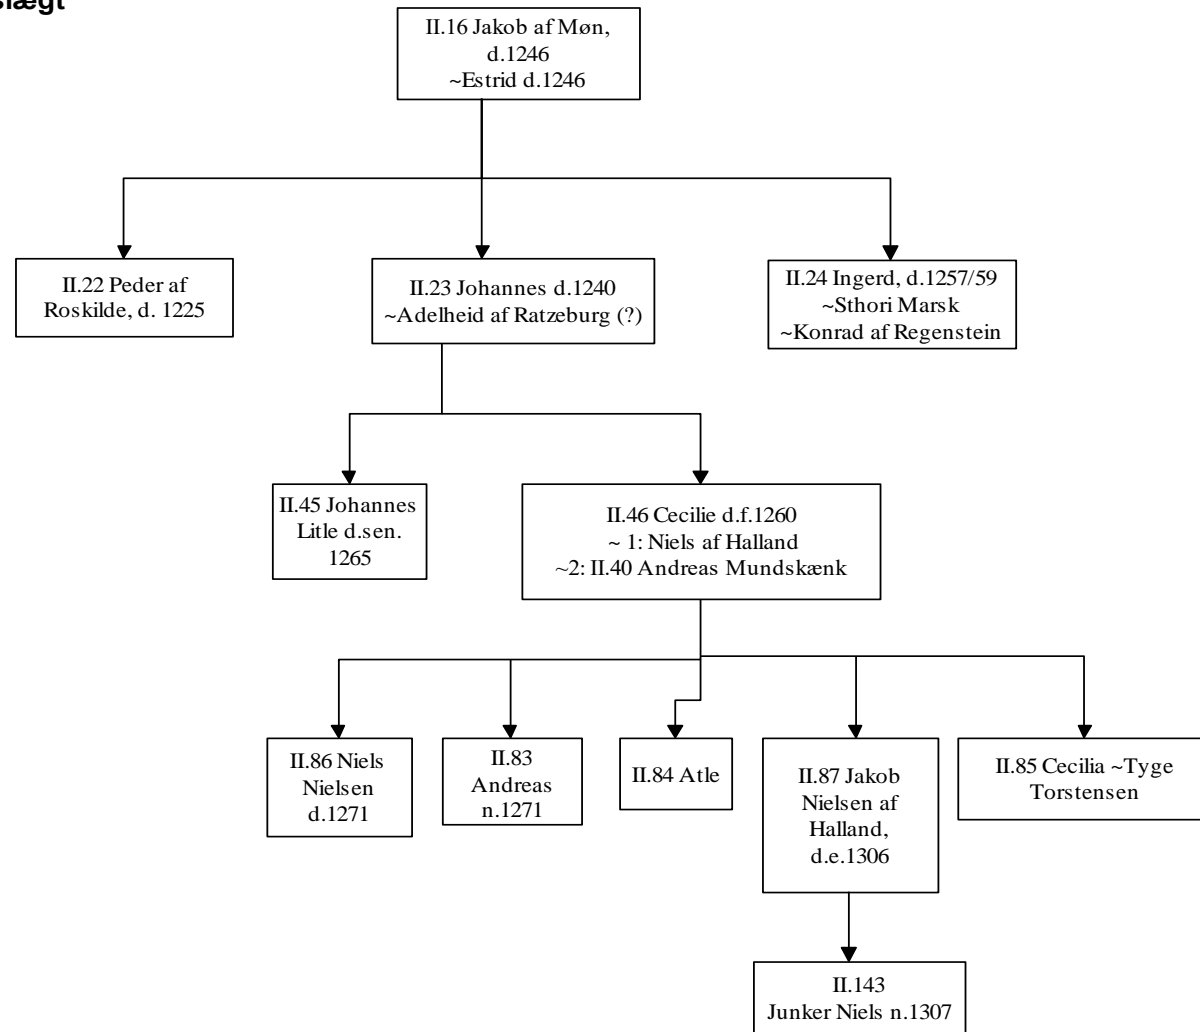 II.16 Jakob af Møn,
d.1246
~Estrid d.1246
II.22 Peder af
Roskilde, d. 1225
II.23 Johannes d.1240
~Adelheid af Ratzeburg (?)
II.24 Ingerd, d.1257/59
~Sthori Marsk
~Konrad af Regenstein
II.45 Johannes
Litle d.sen.
1265
II.46 Cecilie d.f.1260
~ 1: Niels af Halland
~2: II.40 Andreas Mundskænk
II.86 Niels
Nielsen
d.1271
II.83
Andreas
n.1271
II.84 Atle
II.87 Jakob
Nielsen af
Halland,
d.e.1306
II.85 Cecilia ~Tyge
Torstensen
II.143
Junker Niels n.1307